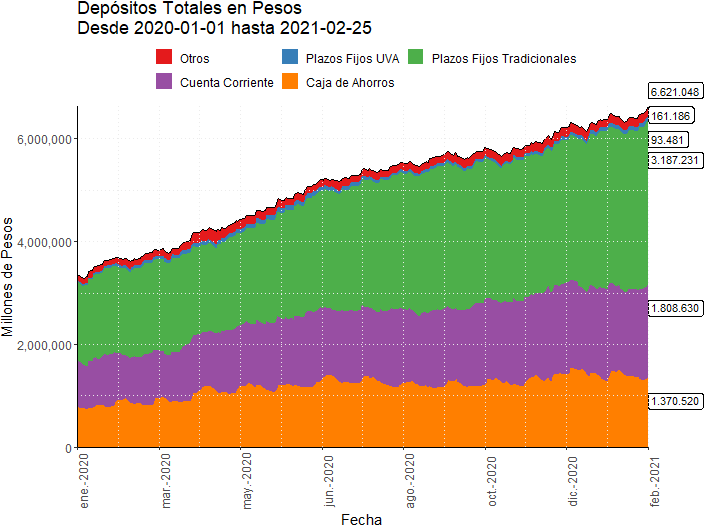 Depósitos Totales en Pesos
Desde 2020-01-01 hasta 2021-02-25
Otros
Plazos Fijos UVA
Plazos Fijos Tradicionales
Cuenta Corriente
Caja de Ahorros
6.621.048
161.186
93.481
3.187.231
1.808.630
1.370.520
6,000,000
4,000,000
2,000,000
0
Millones de Pesos
ene.-2020
mar.-2020
may.-2020
jun.-2020
ago.-2020
oct.-2020
dic.-2020
feb.-2021
Fecha